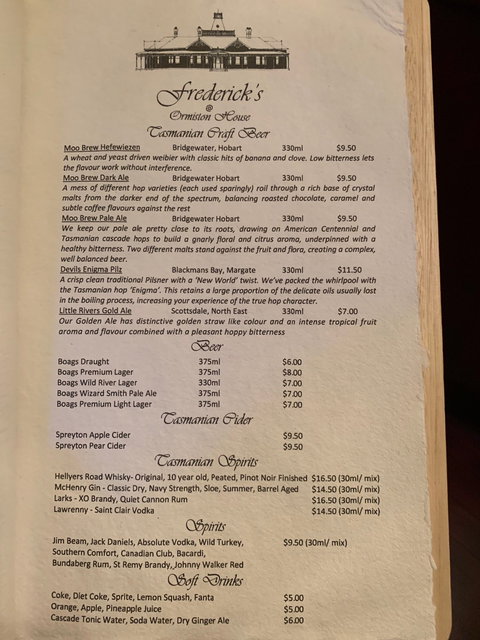 Frederick's
@
Ormiston House
Tasmanian Craft Beer
Moo Brew Hefewiezen Bridgewater, Hobart 330ml $9.50
A wheat and yeast driven weibier with classic hits of banana and clove. Low bitterness lets
the flavour work without interference.
Moo Brew Dark Ale Bridgewater Hobart 330ml $9.50
A mess of different hop varieties (each used sparingly) roil through a rich base of crystal
malts from the darker end of the spectrum, balancing roasted chocolate, caramel and
subtle coffee flavours against the rest
Moo Brew Pale Ale Bridgewater Hobart 330ml $9.50
We keep our pale ale pretty close to its roots, drawing on American Centennial and
Tasmanian cascade hops to build a gnarly floral and citrus aroma, underpinned with a
healthy bitterness. Two different malts stand against the fruit and flora, creating a complex,
well balanced beer.
Devils Enigma Pilz Blackmans Bay, Margate 330ml $11.50
A crisp clean traditional Pilsner with a 'New World' twist. We've packed the whirlpool with
the Tasmanian hop 'Enigma'. This retains a large proportion of the delicate oils usually lost
in the boiling process, increasing your experience of the true hop character.
Little Rivers Gold Ale Scottsdale, North East 330ml $7.00
Our Golden Ale has distinctive golden straw like colour and an intense tropical fruit
aroma and flavour combined with a pleasant hoppy bitterness
Beer
Boags Draught 375ml $6.00
Boags Premium Lager 375ml $8.00
Boags Wild River Lager 330ml $7.00
Boags Wizard Smith Pale Ale 375ml $7.00
Boags Premium Light Lager 375ml $7.00
Tasmanian Cider
Spreyton Apple Cider $9.50
Spreyton Pear Cider $9.50
Tasmanian Spirits
Hellyers Road Whisky- Original, 10 year old, Peated, Pinot Noir Finished $16.50 (30ml/ mix)
McHenry Gin - Classic Dry, Navy Strength, Sloe, Summer, Barrel Aged $14.50 (30ml/ mix)
Larks - XO Brandy, Quiet Cannon Rum $16.50 (30ml/ mix)
Lawrenny - Saint Clair Vodka $14.50 (30ml/ mix)
Spirits
Jim Beam, Jack Daniels, Absolute Vodka, Wild Turkey, $9.50 (30ml/ mix)
Southern Comfort, Canadian Club, Bacardi,
Bundaberg Rum, St Remy Brandy, Johnny Walker Red
Soft Drinks
Coke, Diet Coke, Sprite, Lemon Squash, Fanta $5.00
Orange, Apple, Pineapple Juice $5.00
Cascade Tonic Water, Soda Water, Dry Ginger Ale $6.00